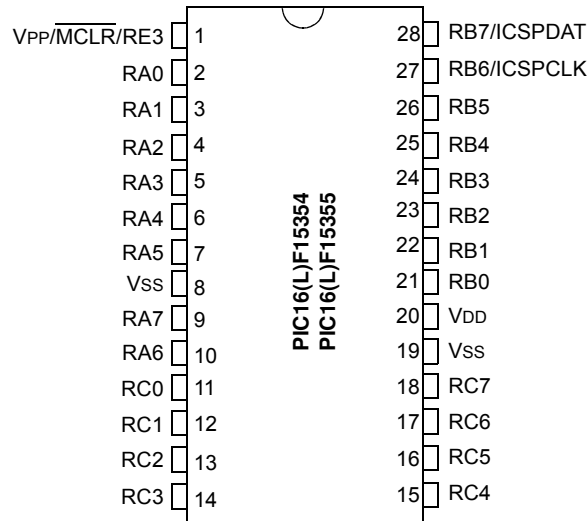 VPP/MCLR/RE3 1
RA0 2
RA1 3
RA2 4
RA3 5
RA4 6
RA5 7
VSS 8
RA7 9
RA6 10
RC0 11
RC1 12
RC2 13
RC3 14
PIC16(L)F15354
PIC16(L)F15355
28 RB7/ICSPDAT
27 RB6/ICSPCLK
26 RB5
25 RB4
24 RB3
23 RB2
22 RB1
21 RB0
20 VDD
19 VSS
18 RC7
17 RC6
16 RC5
15 RC4